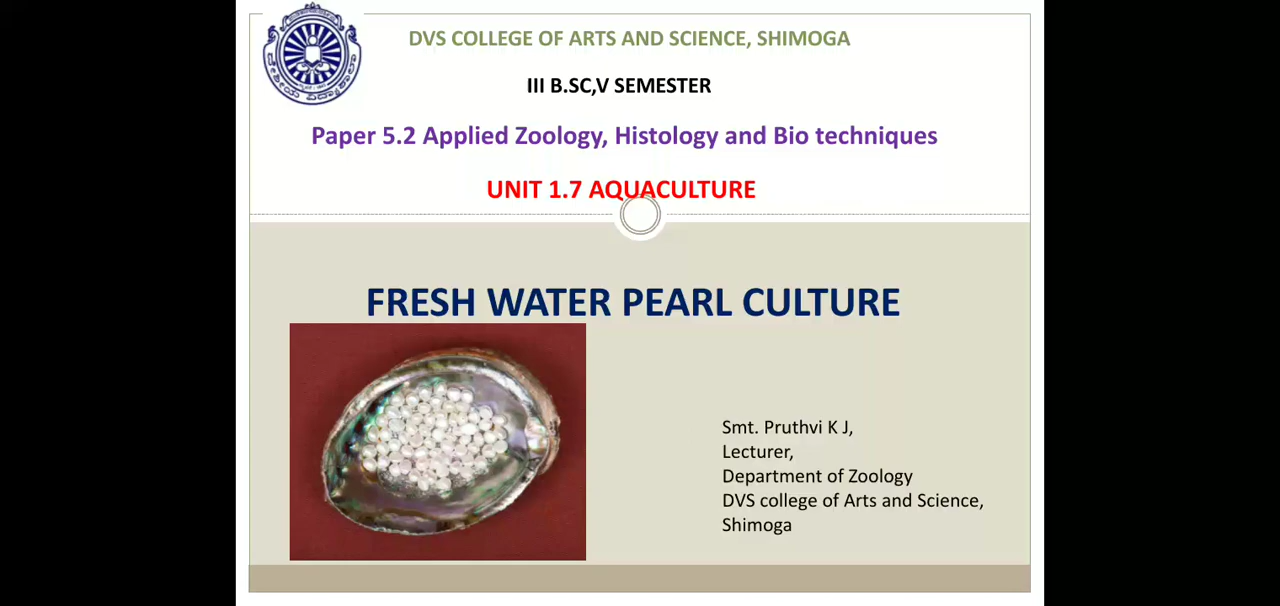 DVS COLLEGE OF ARTS AND SCIENCE, SHIMOGA
III B.SC,V SEMESTER
Paper 5.2 Applied Zoology, Histology and Bio techniques
UNIT 1.7 AQUACULTURE
FRESH WATER PEARL CULTURE
Smt. Pruthvi K J,
Lecturer,
Department of Zoology
DVS college of Arts and Science,
Shimoga